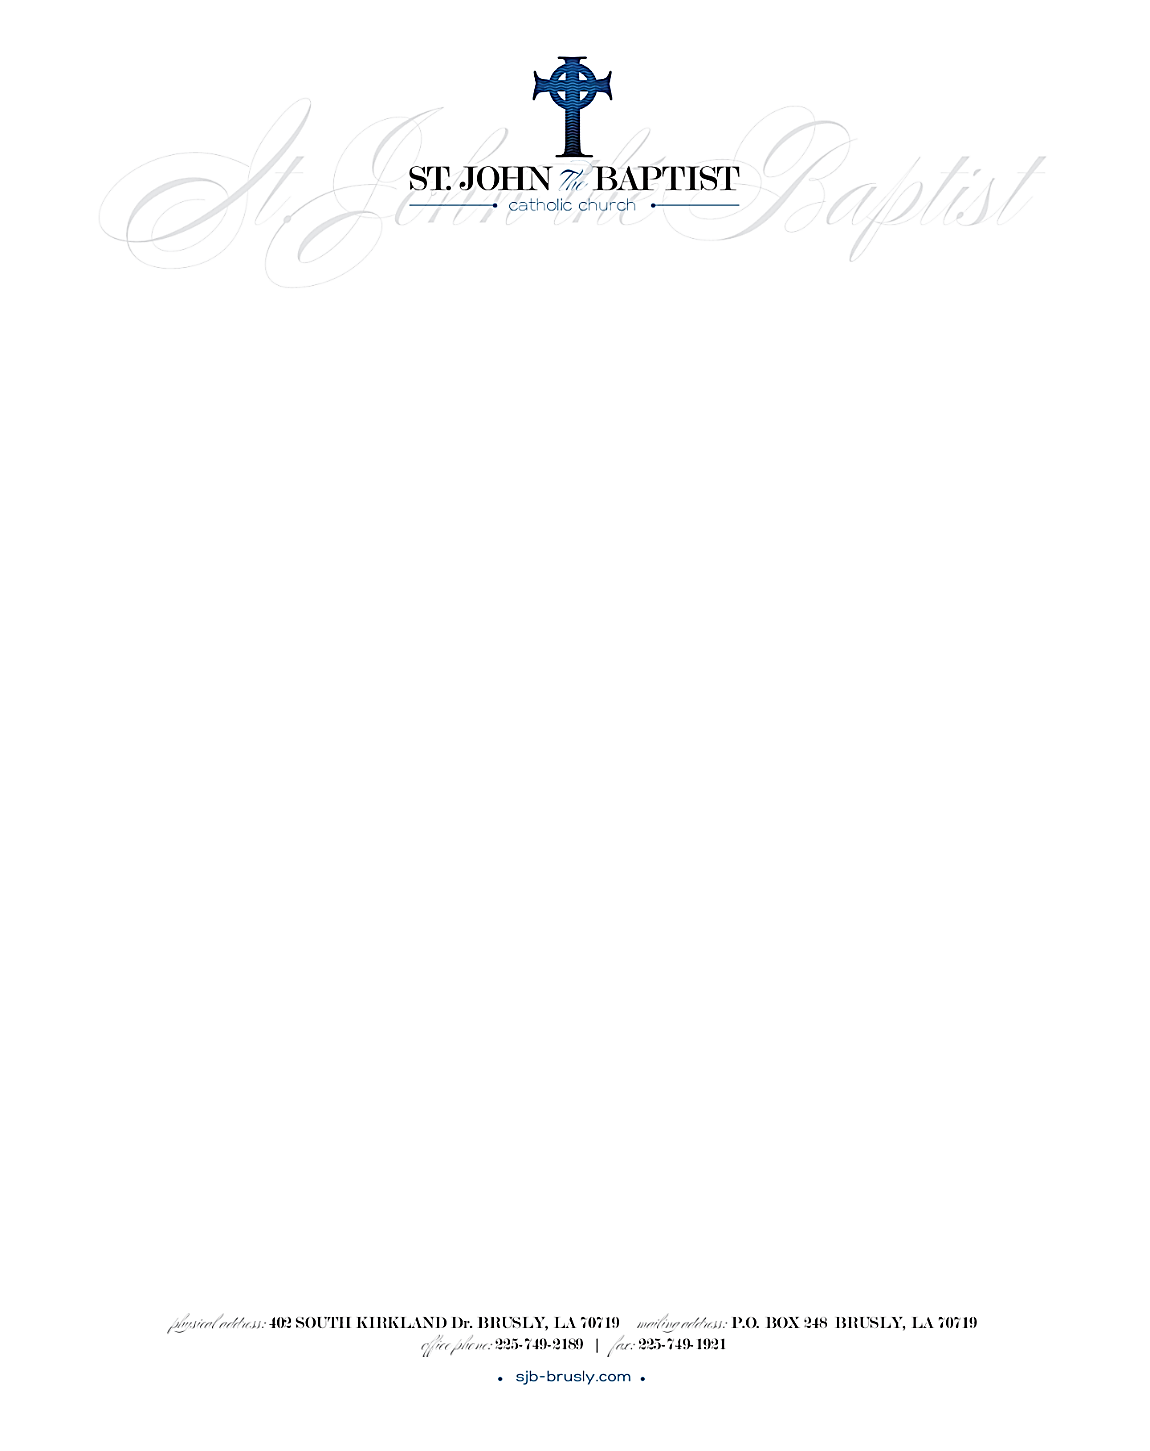 St. John the Baptist
ST. JOHN The BAPTIST
catholic church
physical address: 402 SOUTH KIRKLAND Dr. BRUSLY, LA 70719 mailing address: P.O. BOX 248 BRUSLY, LA 70719
office phone: 225-749-2189 | fax: 225-749-1921
• sjb-brusly.com •